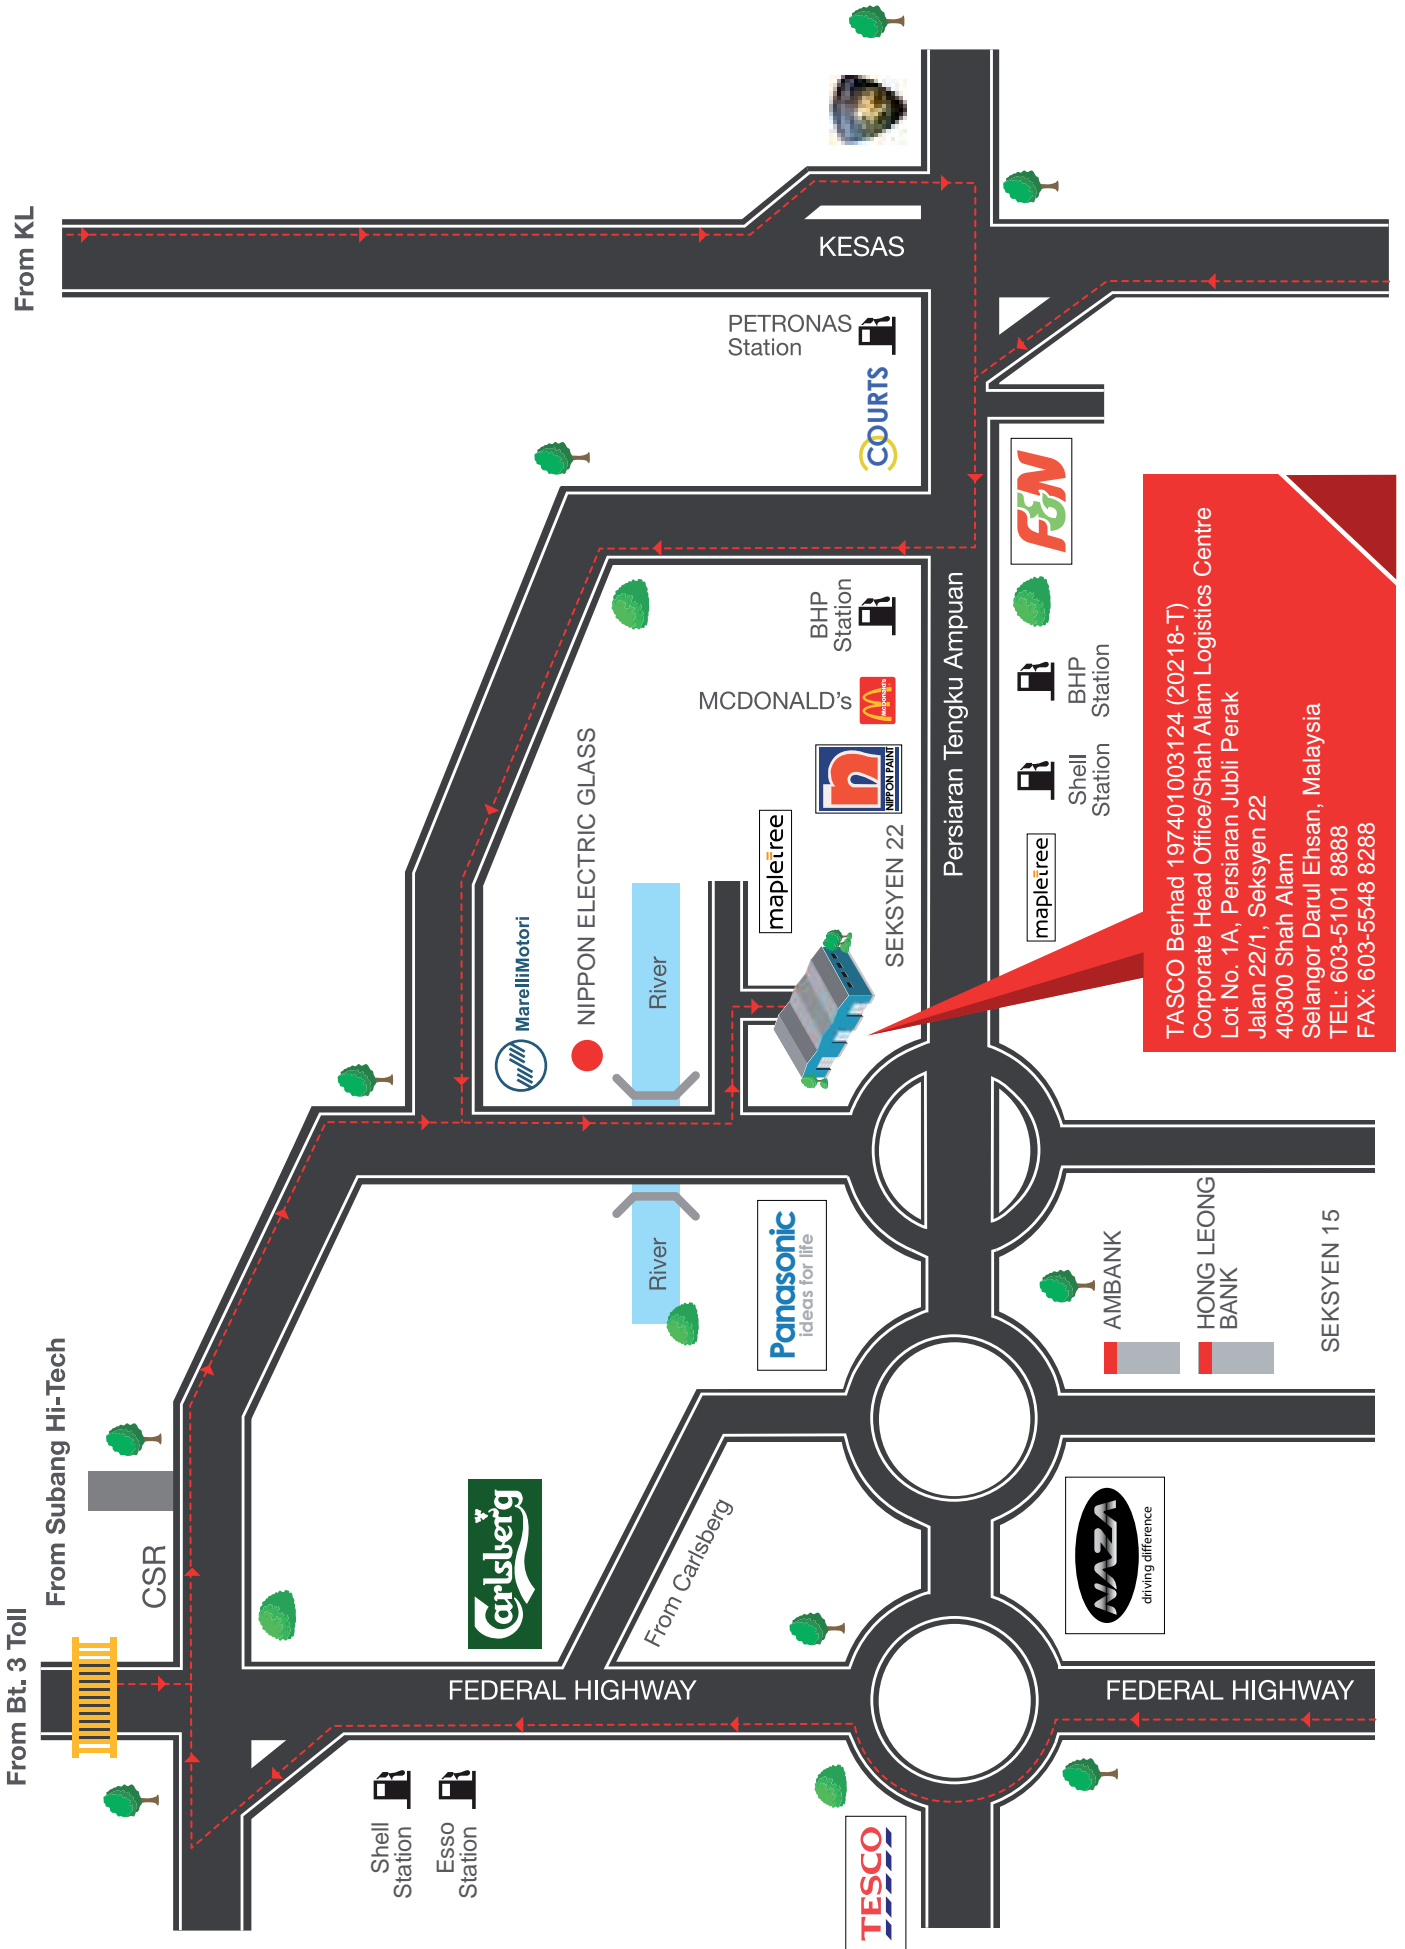 From Bt. 3 Toll
From Subang Hi-Tech
From KL
CSR
KESAS
PETRONAS
Station
COURTS
MarelliMotori
NIPPON ELECTRIC GLASS
River
River
BHP
Station
MCDONALD's
McDonald's
n
NIPPON PAINT
mapletree
SEKSYEN 22
Persiaran Tengku Ampuan
F&N
BHP
Station
Shell
Station
mapletree
Carlsberg
Panasonic
ideas for life
From Carlsberg
FEDERAL HIGHWAY
FEDERAL HIGHWAY
Shell
Station
Esso
Station
TESCO
NAZA
driving difference
AMBANK
HONG LEONG
BANK
SEKSYEN 15
TASCO Berhad 197401003124 (20218-T)
Corporate Head Office/Shah Alam Logistics Centre
Lot No. 1A, Persiaran Jubli Perak
Jalan 22/1, Seksyen 22
40300 Shah Alam
Selangor Darul Ehsan, Malaysia
TEL: 603-5101 8888
FAX: 603-5548 8288